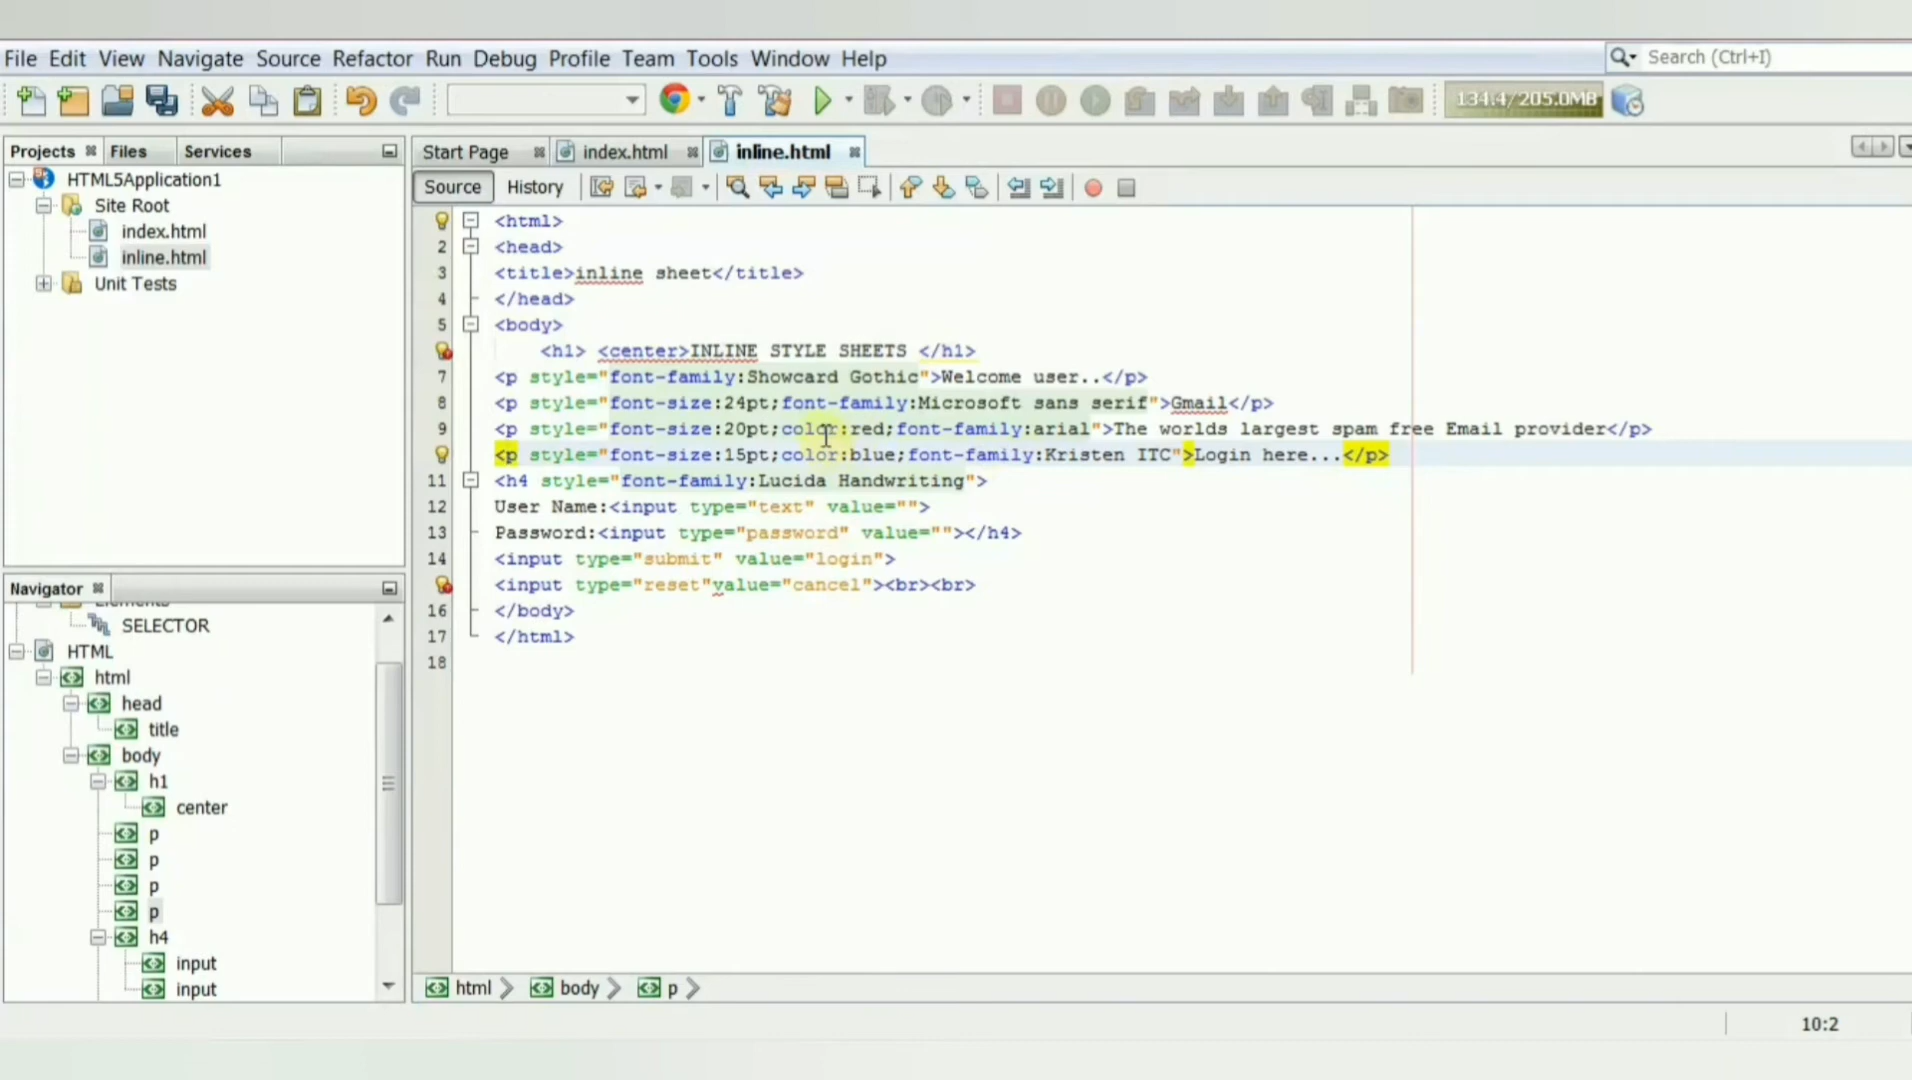 File Edit View Navigate Source Refactor Run Debug Profile Team Tools Window Help
Search (Ctrl+I)
134.4/205.0MB
Projects Files Services
Start Page index.html inline.html
HTML5Application1
Site Root
index.html
inline.html
Unit Tests
Source History
<html>
2 <head>
3 <title>inline sheet</title>
4 </head>
5 <body>
<h1> <center>INLINE STYLE SHEETS </h1>
7 <p style="font-family:Showcard Gothic">Welcome user..</p>
8 <p style="font-size:24pt;font-family:Microsoft sans serif">Gmail</p>
9 <p style="font-size:20pt;color:red;font-family:arial">The worlds largest spam free Email provider</p>
<p style="font-size:15pt;color:blue;font-family:Kristen ITC">Login here...</p>
11 <h4 style="font-family:Lucida Handwriting">
12 User Name:<input type="text" value="">
13 Password:<input type="password" value=""></h4>
14 <input type="submit" value="login">
<input type="reset"value="cancel"><br><br>
16 </body>
17 </html>
18
Navigator
Elements
SELECTOR
HTML
html
head
title
body
h1
center
p
p
p
p
h4
input
input
html body p
10:2